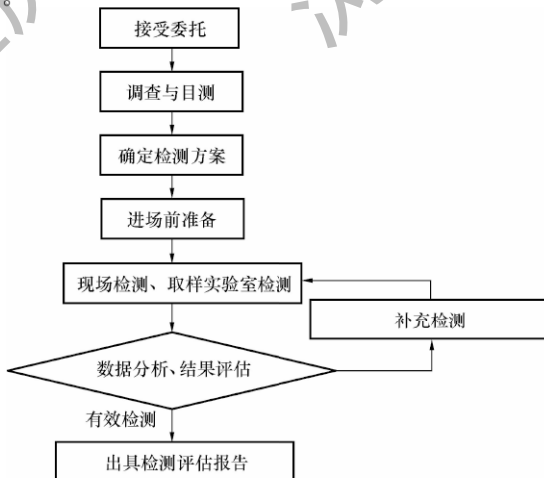 。
接受委托
调查与目测
确定检测方案
进场前准备
现场检测、取样实验室检测
补充检测
数据分析、结果评估
有效检测
出具检测评估报告